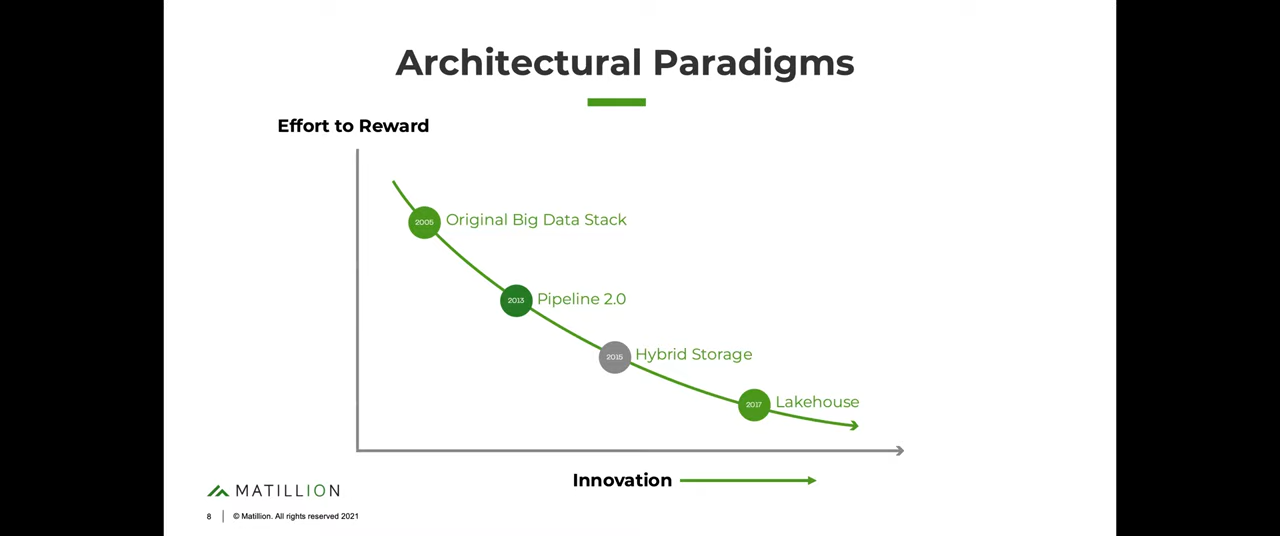 Architectural Paradigms
Effort to Reward
2005 Original Big Data Stack
2013 Pipeline 2.0
2015 Hybrid Storage
2017 Lakehouse
Innovation
MATILLION
8 © Matillion. All rights reserved 2021